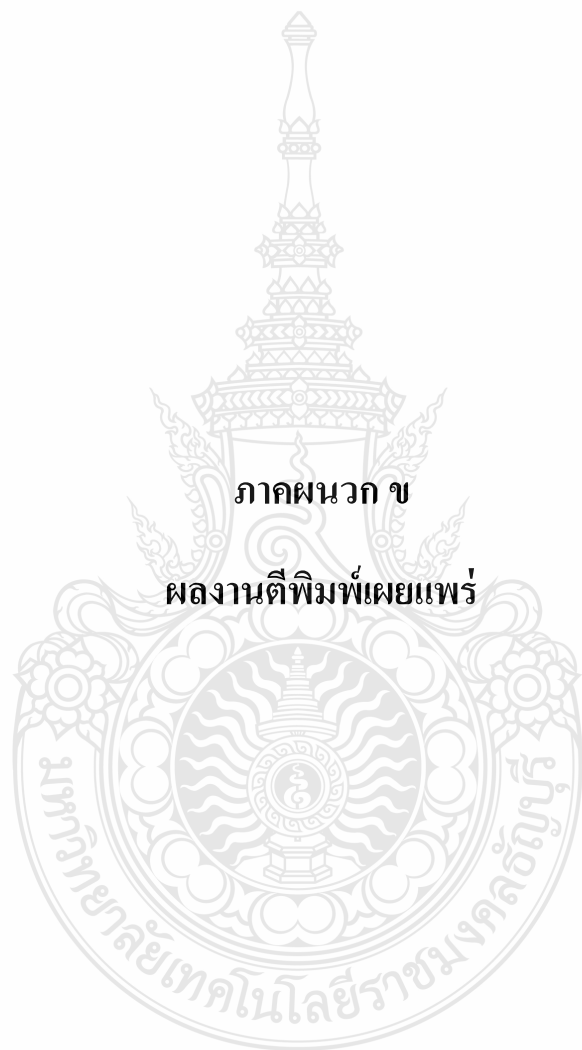 ภาคผนวก ข
ผลงานตีพิมพ์เผยแพร่
มหาวิทยาลัยเทคโนโลยีราชมงคลธัญบุรี